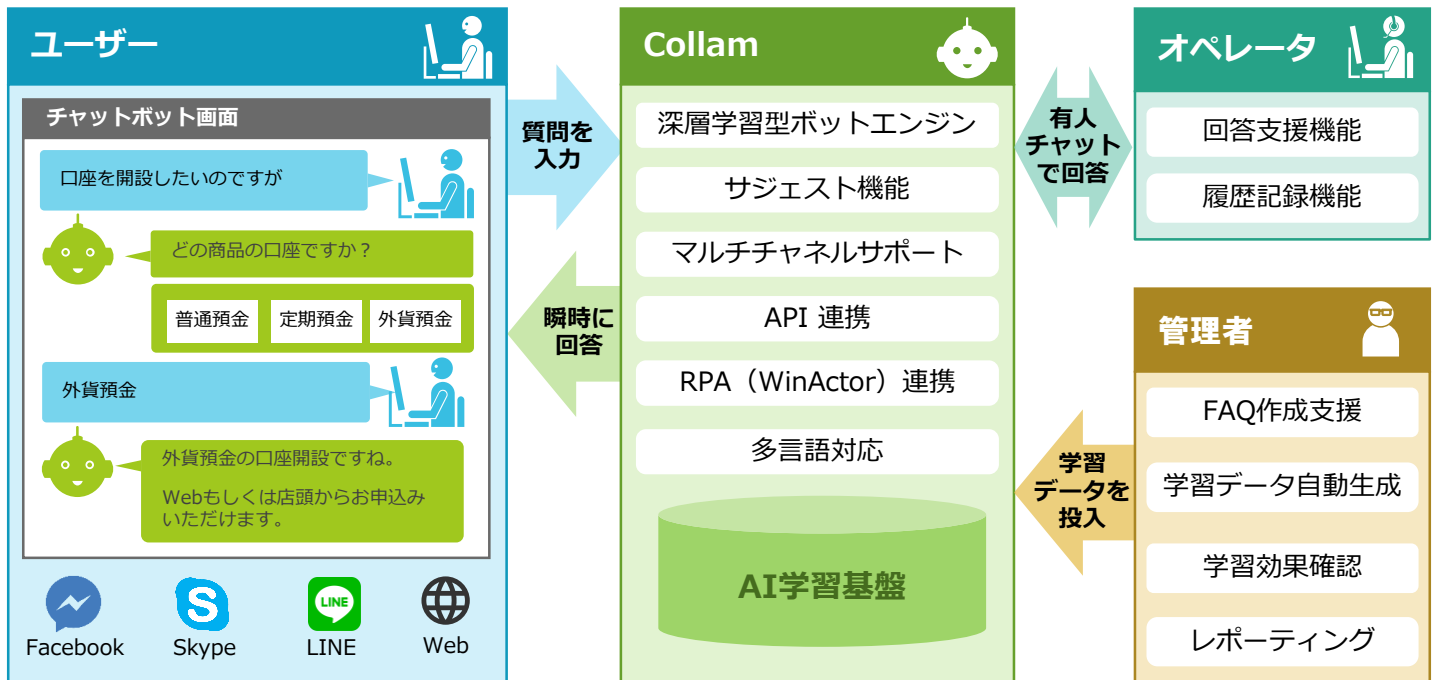 ユーザー
チャットボット画面
口座を開設したいのですが
どの商品の口座ですか？
普通預金 定期預金 外貨預金
外貨預金
外貨預金の口座開設ですね。
Webもしくは店頭からお申込み
いただけます。
S
LINE
Facebook Skype LINE Web
質問を
入力
瞬時に
回答
Collam
深層学習型ボットエンジン
サジェスト機能
マルチチャネルサポート
API 連携
RPA（WinActor）連携
多言語対応
AI学習基盤
有人
チャット
で回答
オペレータ
回答支援機能
履歴記録機能
学習
データを
投入
管理者
FAQ作成支援
学習データ自動生成
学習効果確認
レポーティング